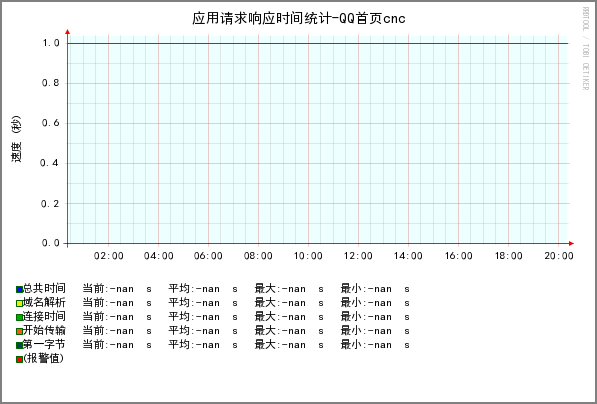 应用请求响应时间统计-QQ首页cnc
RRDTOOL / TOBI OETIKER
速度 (秒)
1.0
0.8
0.6
0.4
0.2
0.0
02:00 04:00 06:00 08:00 10:00 12:00 14:00 16:00 18:00 20:00
总共时间 当前:-nan s 平均:-nan s 最大:-nan s 最小:-nan s
域名解析 当前:-nan s 平均:-nan s 最大:-nan s 最小:-nan s
连接时间 当前:-nan s 平均:-nan s 最大:-nan s 最小:-nan s
开始传输 当前:-nan s 平均:-nan s 最大:-nan s 最小:-nan s
第一字节 当前:-nan s 平均:-nan s 最大:-nan s 最小:-nan s
(报警值)